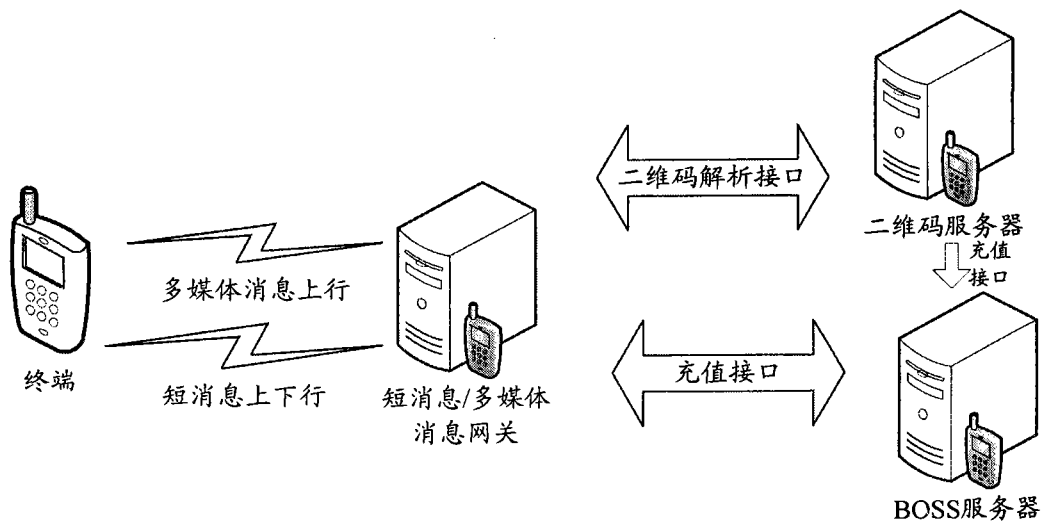 二维码解析接口
二维码服务器
充值
接口
多媒体消息上行
终端
短消息上下行
短消息/多媒体
消息网关
充值接口
BOSS服务器